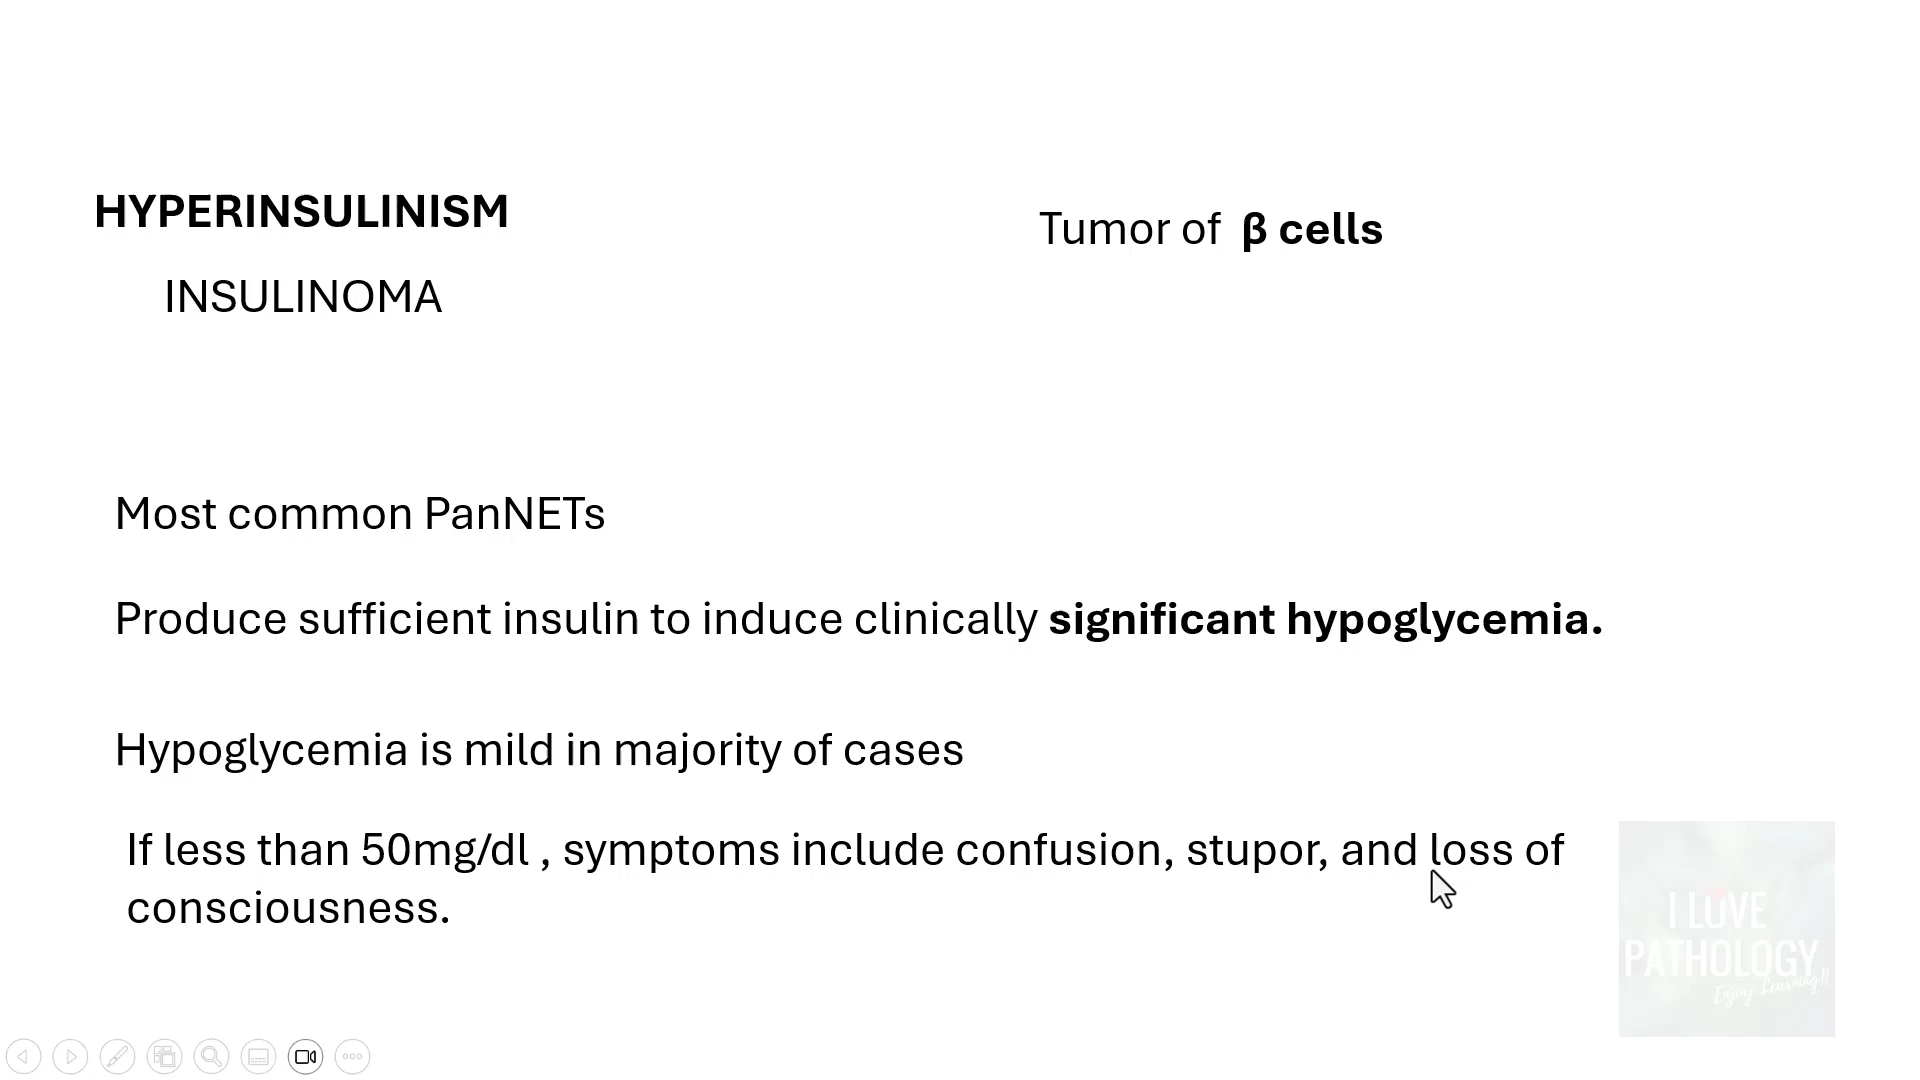 HYPERINSULINISM
Tumor of β cells
INSULINOMA
Most common PanNETs
Produce sufficient insulin to induce clinically significant hypoglycemia.
Hypoglycemia is mild in majority of cases
If less than 50mg/dl , symptoms include confusion, stupor, and loss of
consciousness.
I LOVE
PATHOLOGY
Enjoy Learning!!